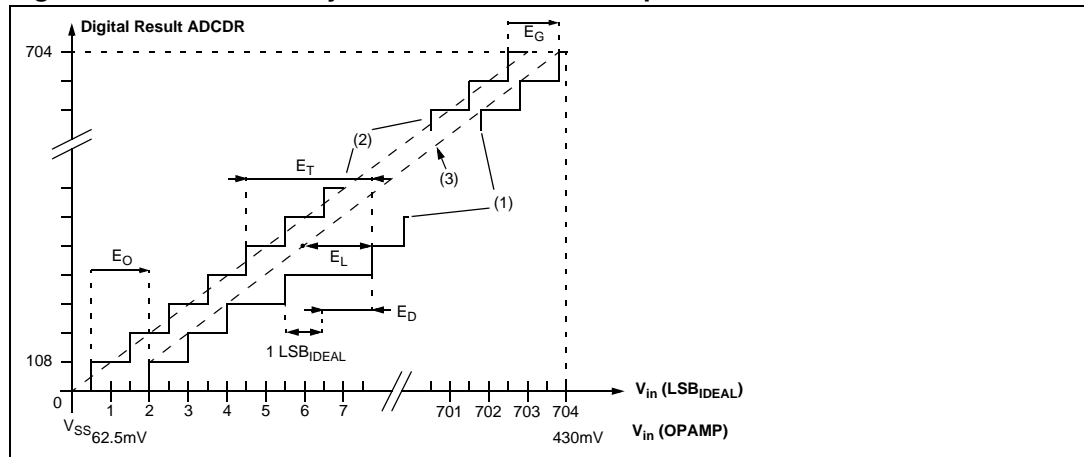 Digital Result ADCDR
E_G
704
(2)
E_T
(3)
(1)
E_O
E_L
E_D
1 LSB_IDEAL
108
0
1 2 3 4 5 6 7 701 702 703 704
V_in (LSB_IDEAL)
V_SS 62.5mV 430mV V_in (OPAMP)